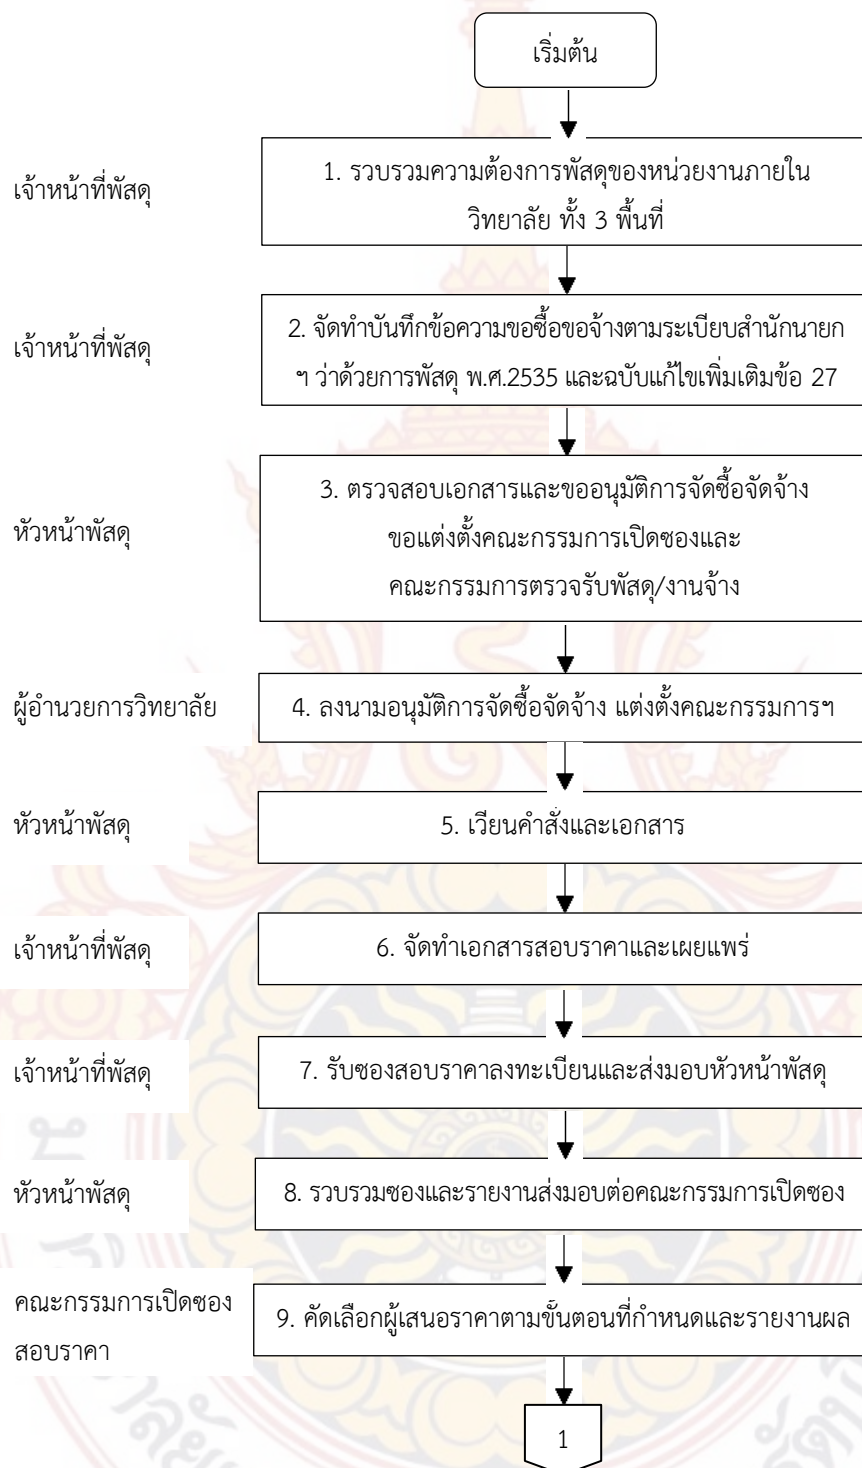 เริ่มต้น
เจ้าหน้าที่พัสดุ
1. รวบรวมความต้องการพัสดุของหน่วยงานภายใน
วิทยาลัย ทั้ง 3 พื้นที่
เจ้าหน้าที่พัสดุ
2. จัดทำบันทึกข้อความขอซื้อขอจ้างตามระเบียบสำนักนายก
ฯ ว่าด้วยการพัสดุ พ.ศ.2535 และฉบับแก้ไขเพิ่มเติมข้อ 27
หัวหน้าพัสดุ
3. ตรวจสอบเอกสารและขออนุมัติการจัดซื้อจัดจ้าง
ขอแต่งตั้งคณะกรรมการเปิดซองและ
คณะกรรมการตรวจรับพัสดุ/งานจ้าง
ผู้อำนวยการวิทยาลัย
4. ลงนามอนุมัติการจัดซื้อจัดจ้าง แต่งตั้งคณะกรรมการฯ
หัวหน้าพัสดุ
5. เวียนคำสั่งและเอกสาร
เจ้าหน้าที่พัสดุ
6. จัดทำเอกสารสอบราคาและเผยแพร่
เจ้าหน้าที่พัสดุ
7. รับซองสอบราคาลงทะเบียนและส่งมอบหัวหน้าพัสดุ
หัวหน้าพัสดุ
8. รวบรวมซองและรายงานส่งมอบต่อคณะกรรมการเปิดซอง
คณะกรรมการเปิดซอง
สอบราคา
9. คัดเลือกผู้เสนอราคาตามขั้นตอนที่กำหนดและรายงานผล
1